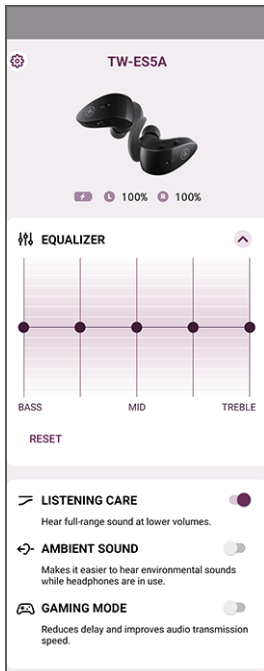 TW-ES5A
L 100% R 100%
EQUALIZER
BASS MID TREBLE
RESET
LISTENING CARE
Hear full-range sound at lower volumes.
AMBIENT SOUND
Makes it easier to hear environmental sounds
while headphones are in use.
GAMING MODE
Reduces delay and improves audio transmission
speed.